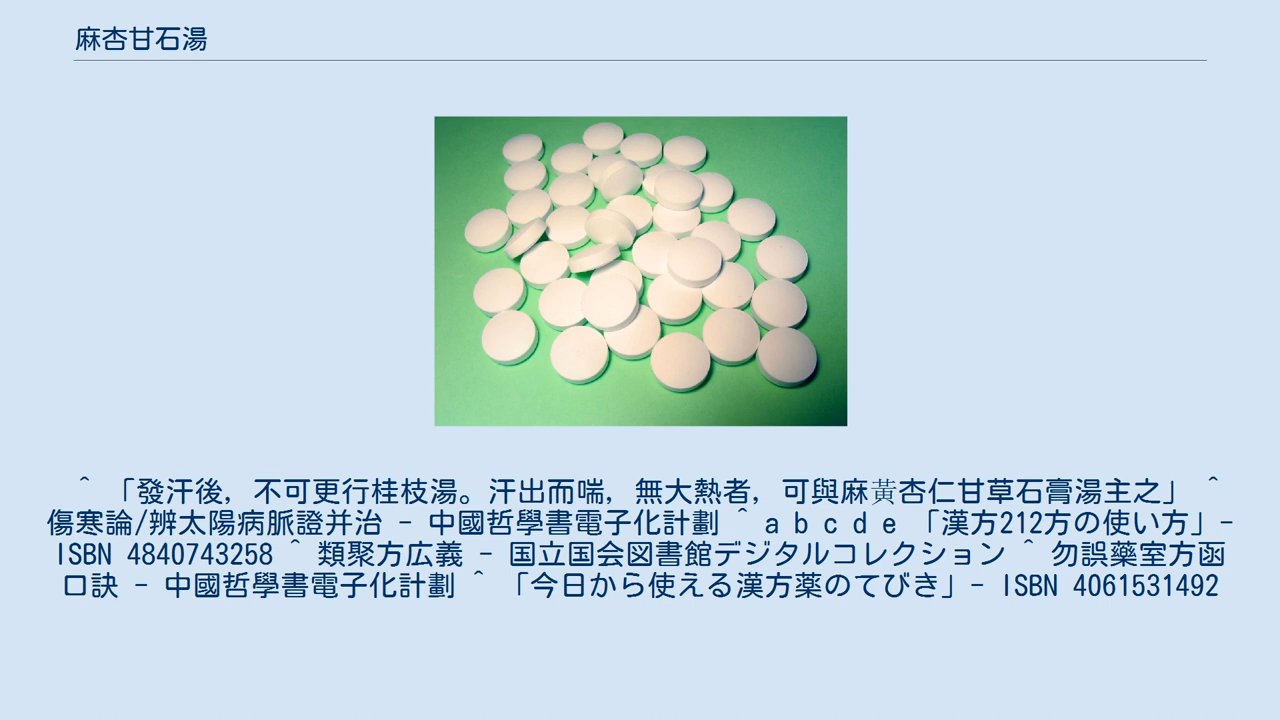 麻杏甘石湯
^ 「發汗後，不可更行桂枝湯。汗出而喘，無大熱者，可與麻黃杏仁甘草石膏湯主之」 ^
傷寒論/辨太陽病脈證并治 - 中國哲學書電子化計劃 ^ a b c d e 「漢方212方の使い方」-
ISBN 4840743258 ^ 類聚方広義 - 国立国会図書館デジタルコレクション ^ 勿誤藥室方函
口訣 - 中國哲學書電子化計劃 ^ 「今日から使える漢方薬のてびき」- ISBN 4061531492